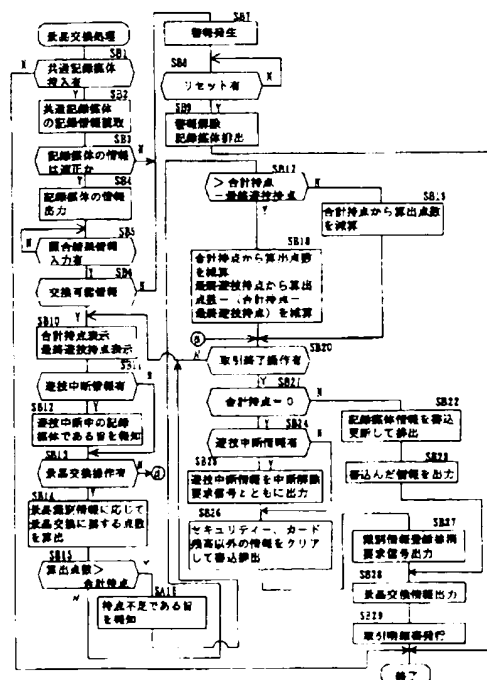 景品交換処理
SB1
共通記録媒体
挿入有
SB2
共通記録媒体
の記録情報読取
SB3
記録媒体の情報
は適正か
SB4
記録媒体の情報
出力
SB5
照合結果情報
入力有
SB6
交換可能情報
SB7
警報発生
SB8
リセット有
SB9
警報解除
記録媒体排出
SB10
合計持点表示
最終遊技持点表示
SB11
遊技中断情報有
SB12
遊技中断中の記録
媒体である旨を報知
SB13
景品交換操作有
SB14
景品識別情報に応じて
景品交換に要する点数
を算出
SB15
算出点数>
合計持点
SA16
持点不足である旨
を報知
SB17
>合計持点
-最終遊技持点
SB18
合計持点から算出点数
を減算
最終遊技持点から算出
点数-(合計持点-
最終遊技持点)を減算
SB19
合計持点から算出点数
を減算
SB20
取引終了操作有
SB21
合計持点=0
SB22
記録媒体情報を書込
更新して排出
SB23
書込んだ情報を出力
SB24
遊技中断情報有
SB25
遊技中断情報を中断解除
要求信号とともに出力
SB26
セキュリティー、カード
残高以外の情報をクリア
して書込排出
SB27
識別情報登録抹消
要求信号出力
SB28
景品交換情報出力
SB29
取引明細書発行
終了